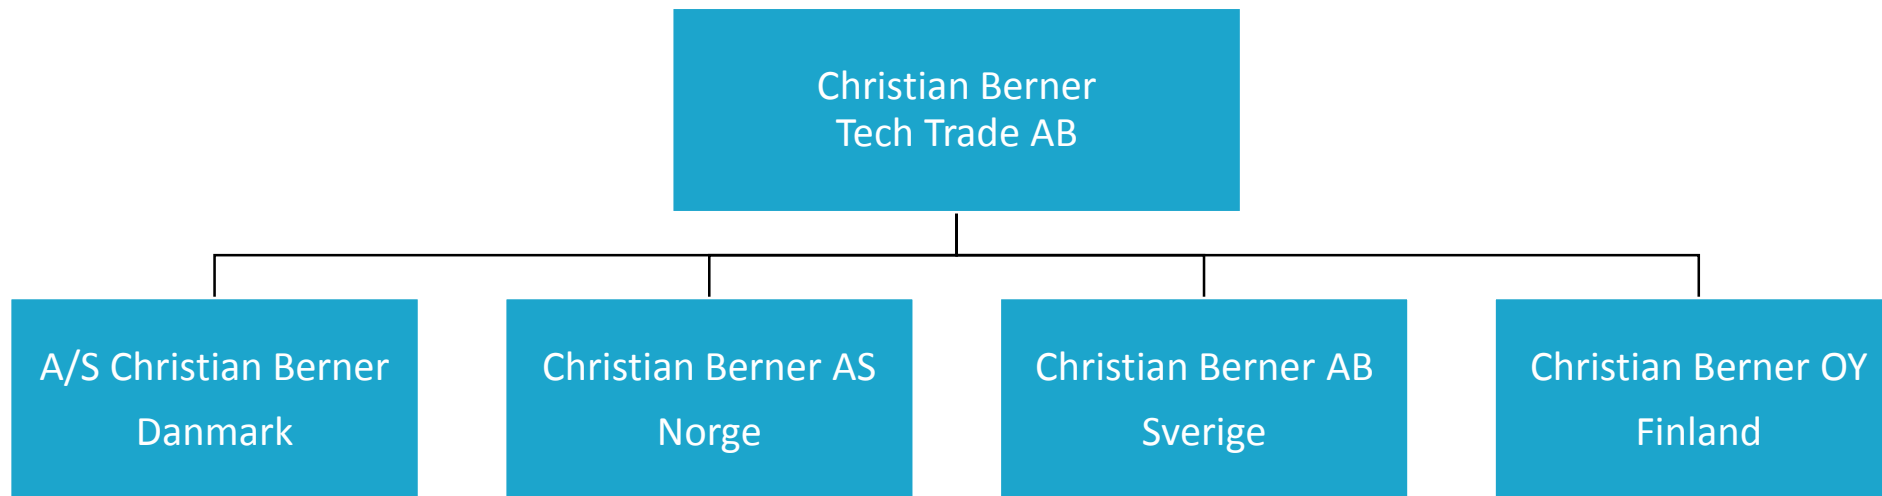 Christian Berner
Tech Trade AB
A/S Christian Berner
Danmark
Christian Berner AS
Norge
Christian Berner AB
Sverige
Christian Berner OY
Finland